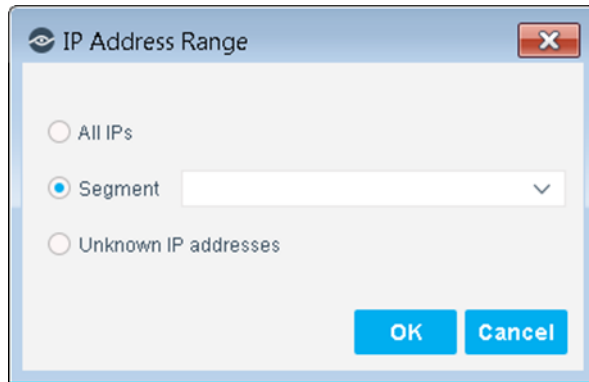 IP Address Range
All IPs
Segment
Unknown IP addresses
OK Cancel